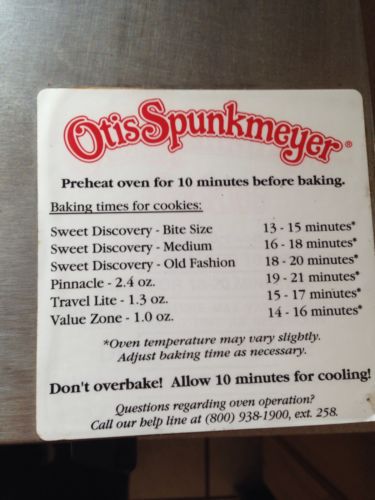 Otis Spunkmeyer®
Preheat oven for 10 minutes before baking.
Baking times for cookies:
Sweet Discovery - Bite Size 13 - 15 minutes*
Sweet Discovery - Medium 16 - 18 minutes*
Sweet Discovery - Old Fashion 18 - 20 minutes*
Pinnacle - 2.4 oz. 19 - 21 minutes*
Travel Lite - 1.3 oz. 15 - 17 minutes*
Value Zone - 1.0 oz. 14 - 16 minutes*
*Oven temperature may vary slightly.
Adjust baking time as necessary.
Don't overbake! Allow 10 minutes for cooling!
Questions regarding oven operation?
Call our help line at (800) 938-1900, ext. 258.